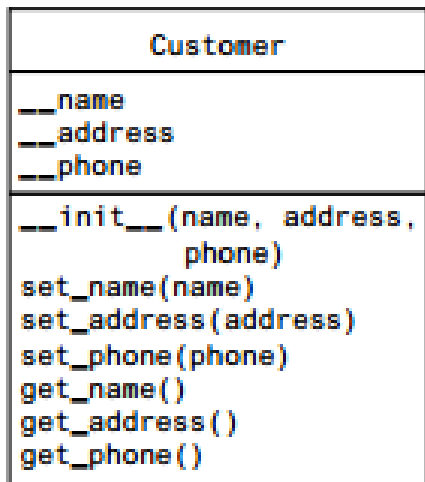 Customer
__name
__address
__phone
__init__(name, address,
phone)
set_name(name)
set_address(address)
set_phone(phone)
get_name()
get_address()
get_phone()